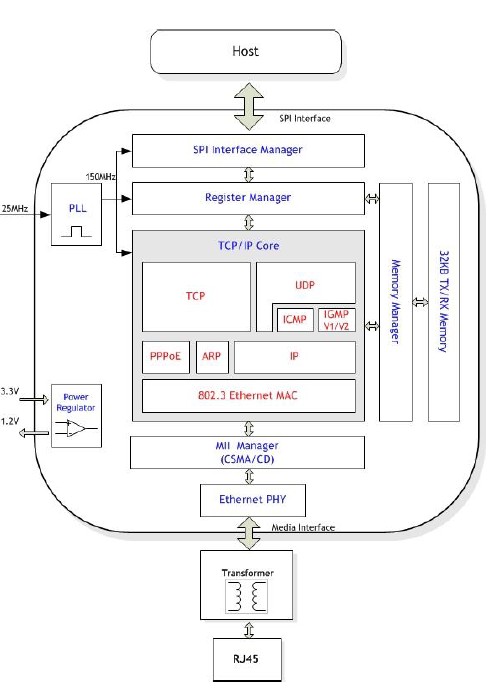 Host
SPI Interface
SPI Interface Manager
150MHz
25MHz
PLL
Register Manager
TCP/IP Core
TCP
UDP
ICMP
IGMP
V1/V2
PPPoE
ARP
IP
802.3 Ethernet MAC
Memory Manager
32KB TX/RX Memory
3.3V
1.2V
Power
Regulator
MII Manager
(CSMA/CD)
Ethernet PHY
Media Interface
Transformer
RJ45